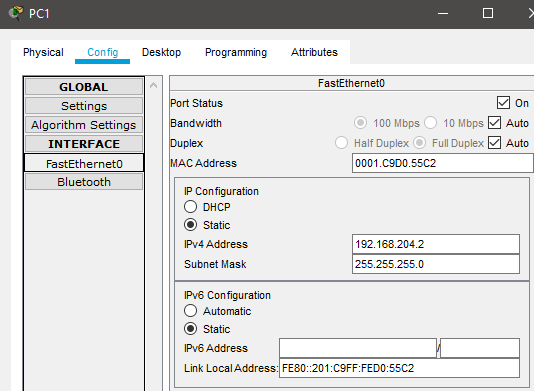 PC1
Physical Config Desktop Programming Attributes
GLOBAL
Settings
Algorithm Settings
INTERFACE
FastEthernet0
Bluetooth
FastEthernet0
Port Status On
Bandwidth 100 Mbps 10 Mbps Auto
Duplex Half Duplex Full Duplex Auto
MAC Address 0001.C9D0.55C2
IP Configuration
DHCP
Static
IPv4 Address 192.168.204.2
Subnet Mask 255.255.255.0
IPv6 Configuration
Automatic
Static
IPv6 Address /
Link Local Address: FE80::201:C9FF:FED0:55C2